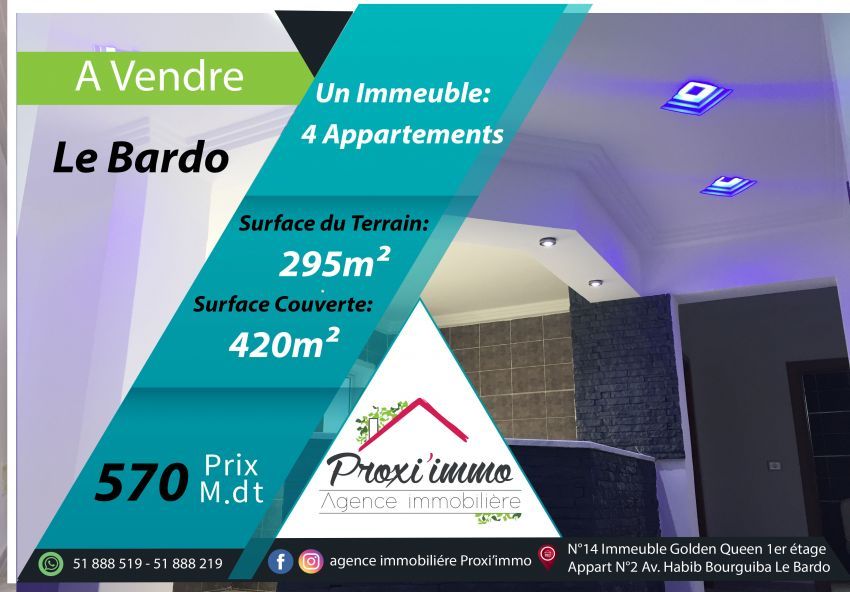 A Vendre
Le Bardo
Un Immeuble:
4 Appartements
Surface du Terrain:
295m²
Surface Couverte:
420m²
570 Prix
M.dt
Proxi'immo
Agence immobilière
51 888 519 - 51 888 219
agence immobiliére Proxi'immo
N°14 Immeuble Golden Queen 1er étage
Appart N°2 Av. Habib Bourguiba Le Bardo